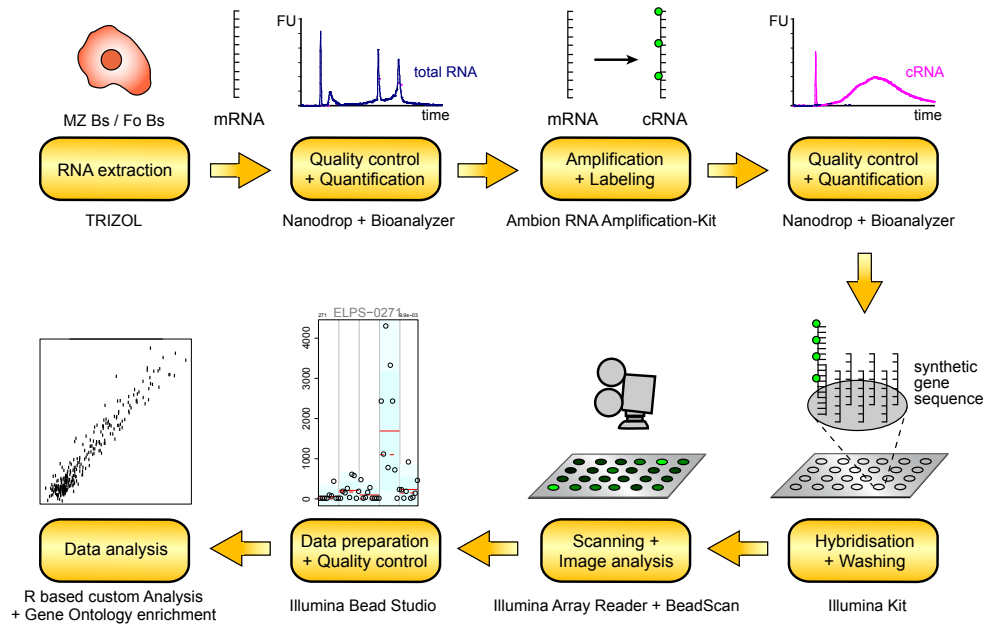 MZ Bs / Fo Bs
RNA extraction
TRIZOL
mRNA
FU
total RNA
time
Quality control
+ Quantification
Nanodrop + Bioanalyzer
mRNA
cRNA
Amplification
+ Labeling
Ambion RNA Amplification-Kit
FU
cRNA
time
Quality control
+ Quantification
Nanodrop + Bioanalyzer
synthetic
gene
sequence
Hybridisation
+ Washing
Illumina Kit
Scanning +
Image analysis
Illumina Array Reader + BeadScan
271
ELPS-0271
4000
3000
2000
1000
0
Data preparation
+ Quality control
Illumina Bead Studio
Data analysis
R based custom Analysis
+ Gene Ontology enrichment